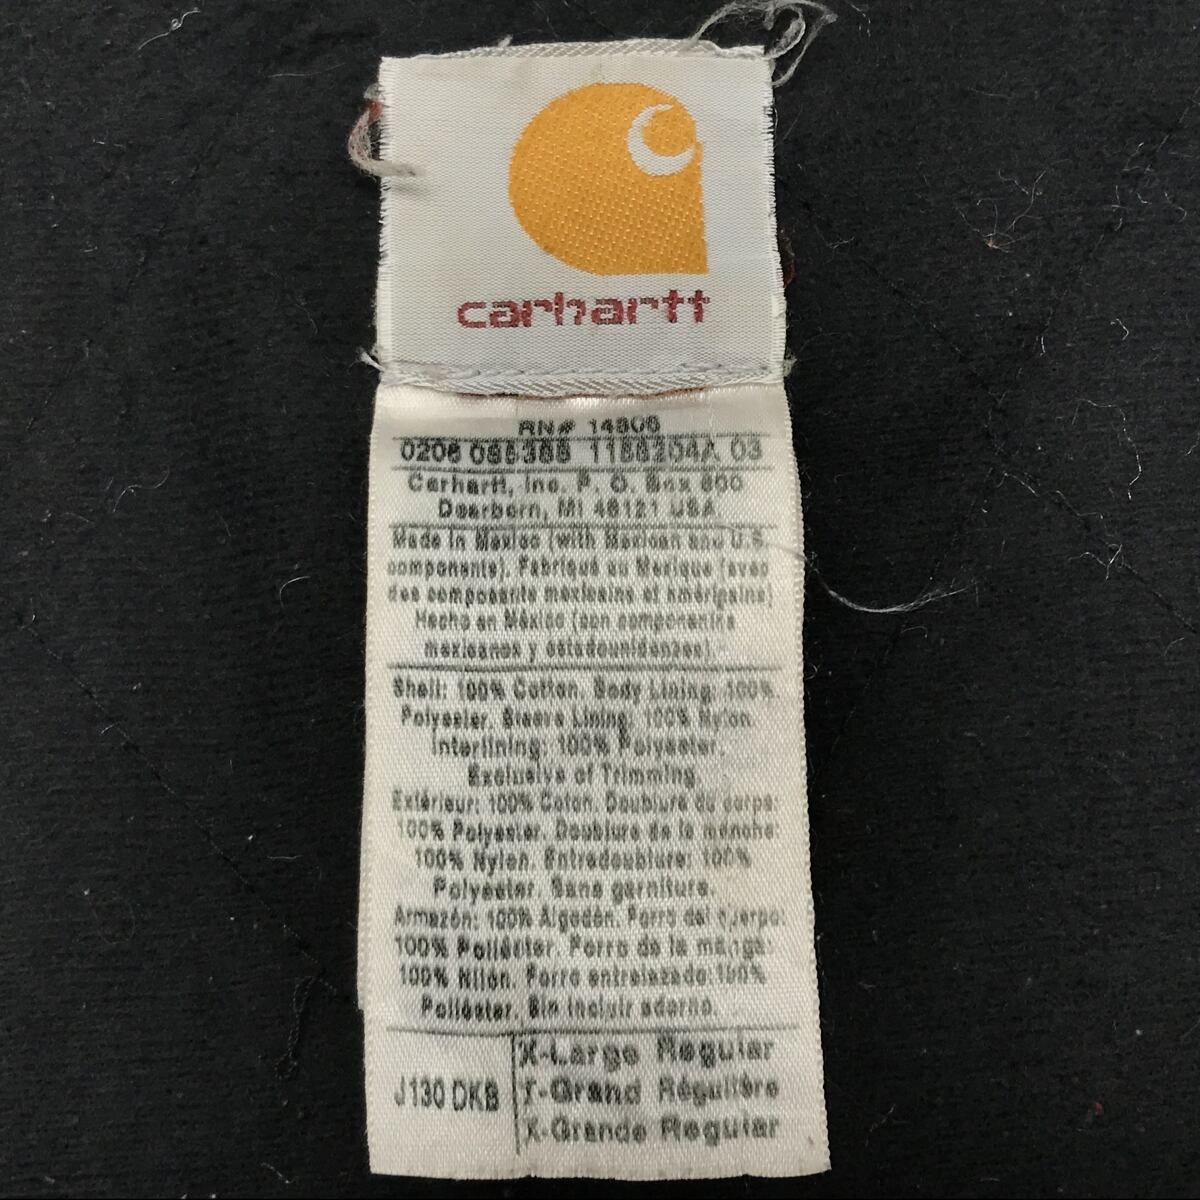 carhartt
RN# 14806
0206 055388 1158304A 03
Carhartt, Inc. P. O. Box 600
Dearborn, MI 48121 USA
Made in Mexico (with Mexican and U.S.
components). Fabriqué au Mexique (avec
des composants mexicains et américains)
Hecho en México (con componentes
mexicanos y estadounidenses).
Shell: 100% Cotton. Body Lining: 100%
Polyester. Sleeve Lining: 100% Nylon.
Interlining: 100% Polyester.
Exclusive of Trimming.
Extérieur: 100% Coton. Doublure du corps:
100% Polyester. Doublure de la manche:
100% Nylon. Entredoublure: 100%
Polyester. Sans garniture.
Armazón: 100% Algodón. Forro del cuerpo:
100% Poliéster. Forro de la manga:
100% Nilon. Forro entrelazado: 100%
Poliéster. Sin incluir adorno.
J130 DKB
X-Large Regular
T-Grand Régulière
X-Grande Regular